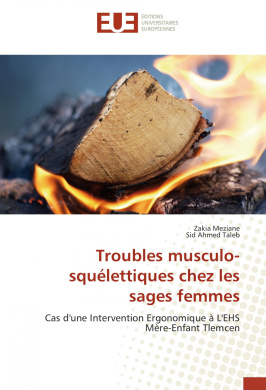 EUE
ÉDITIONS
UNIVERSITAIRES
EUROPÉENNES
Zakia Meziane
Sid Ahmed Taleb
Troubles musculo-
squélettiques chez les
sages femmes
Cas d'une Intervention Ergonomique à L'EHS
Mère-Enfant Tlemcen